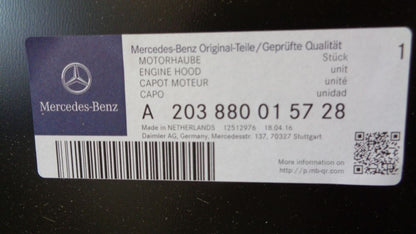 Mercedes-Benz
Mercedes-Benz Original-Teile/Geprüfte Qualität
MOTORHAUBE Stück 1
ENGINE HOOD unit
CAPOT MOTEUR unité
CAPO unidad
A 203 880 01 57 28
Made in NETHERLANDS 12512976 18.04.16
Daimler AG, Germany, Mercedesstr. 137, 70327 Stuttgart
More information on
http://p.mb-qr.com